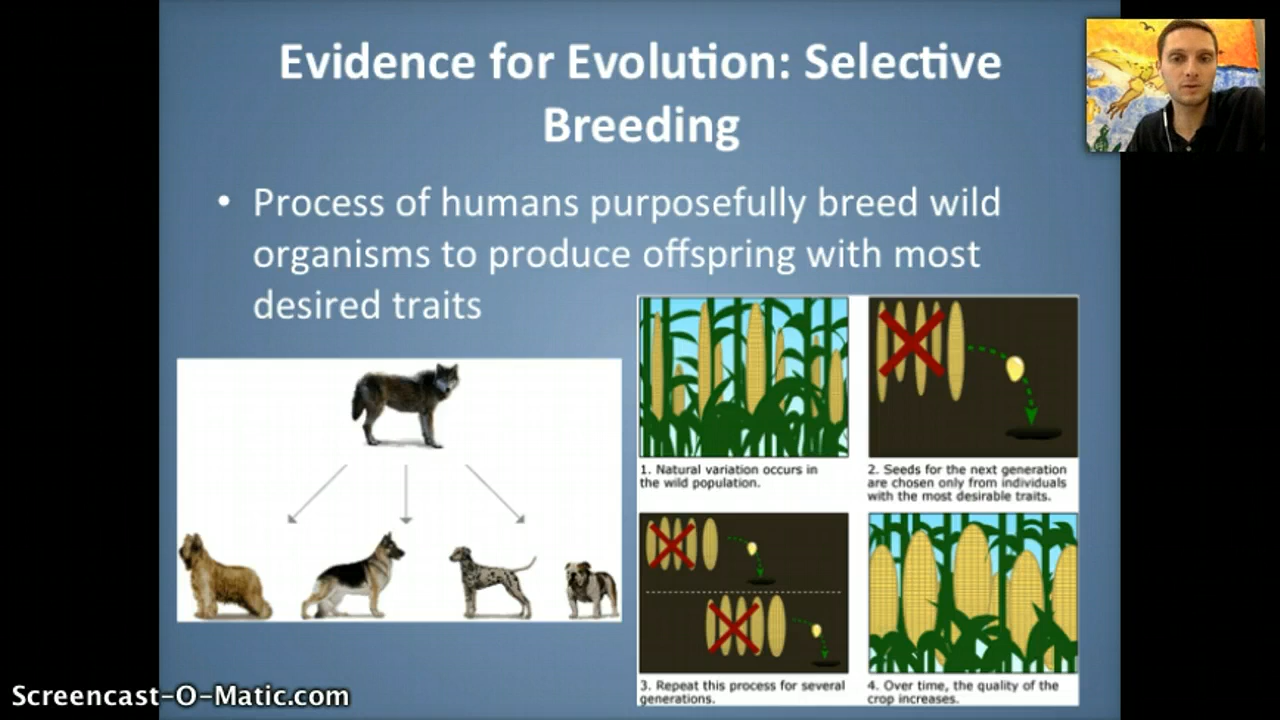 Evidence for Evolution: Selective
Breeding
• Process of humans purposefully breed wild
organisms to produce offspring with most
desired traits
1. Natural variation occurs in
the wild population.
2. Seeds for the next generation
are chosen only from individuals
with the most desirable traits.
3. Repeat this process for several
generations.
4. Over time, the quality of the
crop increases.
Screencast-O-Matic.com